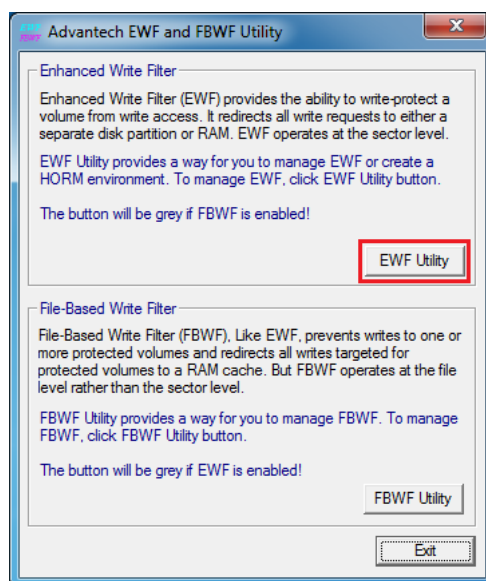 EWF
FBWF
Advantech EWF and FBWF Utility
Enhanced Write Filter
Enhanced Write Filter (EWF) provides the ability to write-protect a
volume from write access. It redirects all write requests to either a
separate disk partition or RAM. EWF operates at the sector level.
EWF Utility provides a way for you to manage EWF or create a
HORM environment. To manage EWF, click EWF Utility button.
The button will be grey if FBWF is enabled!
EWF Utility
File-Based Write Filter
File-Based Write Filter (FBWF), Like EWF, prevents writes to one or
more protected volumes and redirects all writes targeted for
protected volumes to a RAM cache. But FBWF operates at the file
level rather than the sector level.
FBWF Utility provides a way for you to manage FBWF. To manage
FBWF, click FBWF Utility button.
The button will be grey if EWF is enabled!
FBWF Utility
Exit